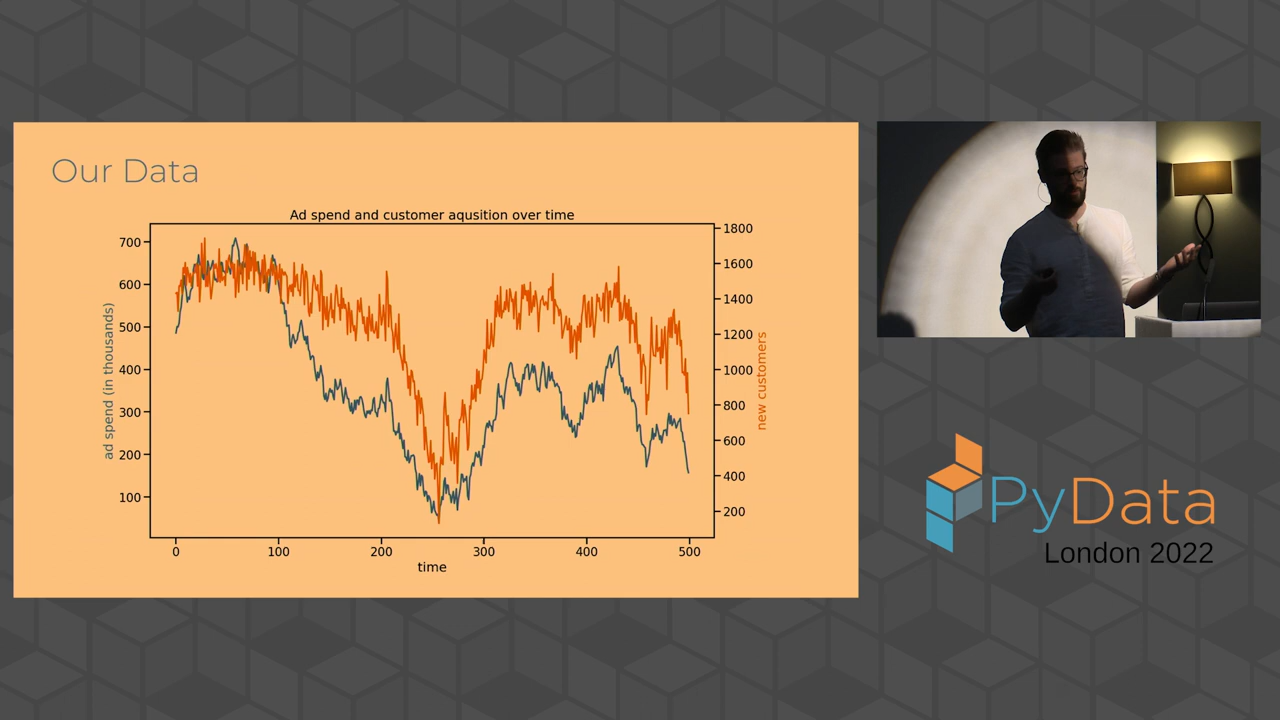 Our Data
Ad spend and customer aqusition over time
ad spend (in thousands)
700
600
500
400
300
200
100
1800
1600
1400
1200
1000
800
600
400
200
new customers
0 100 200 300 400 500
time
PyData
London 2022